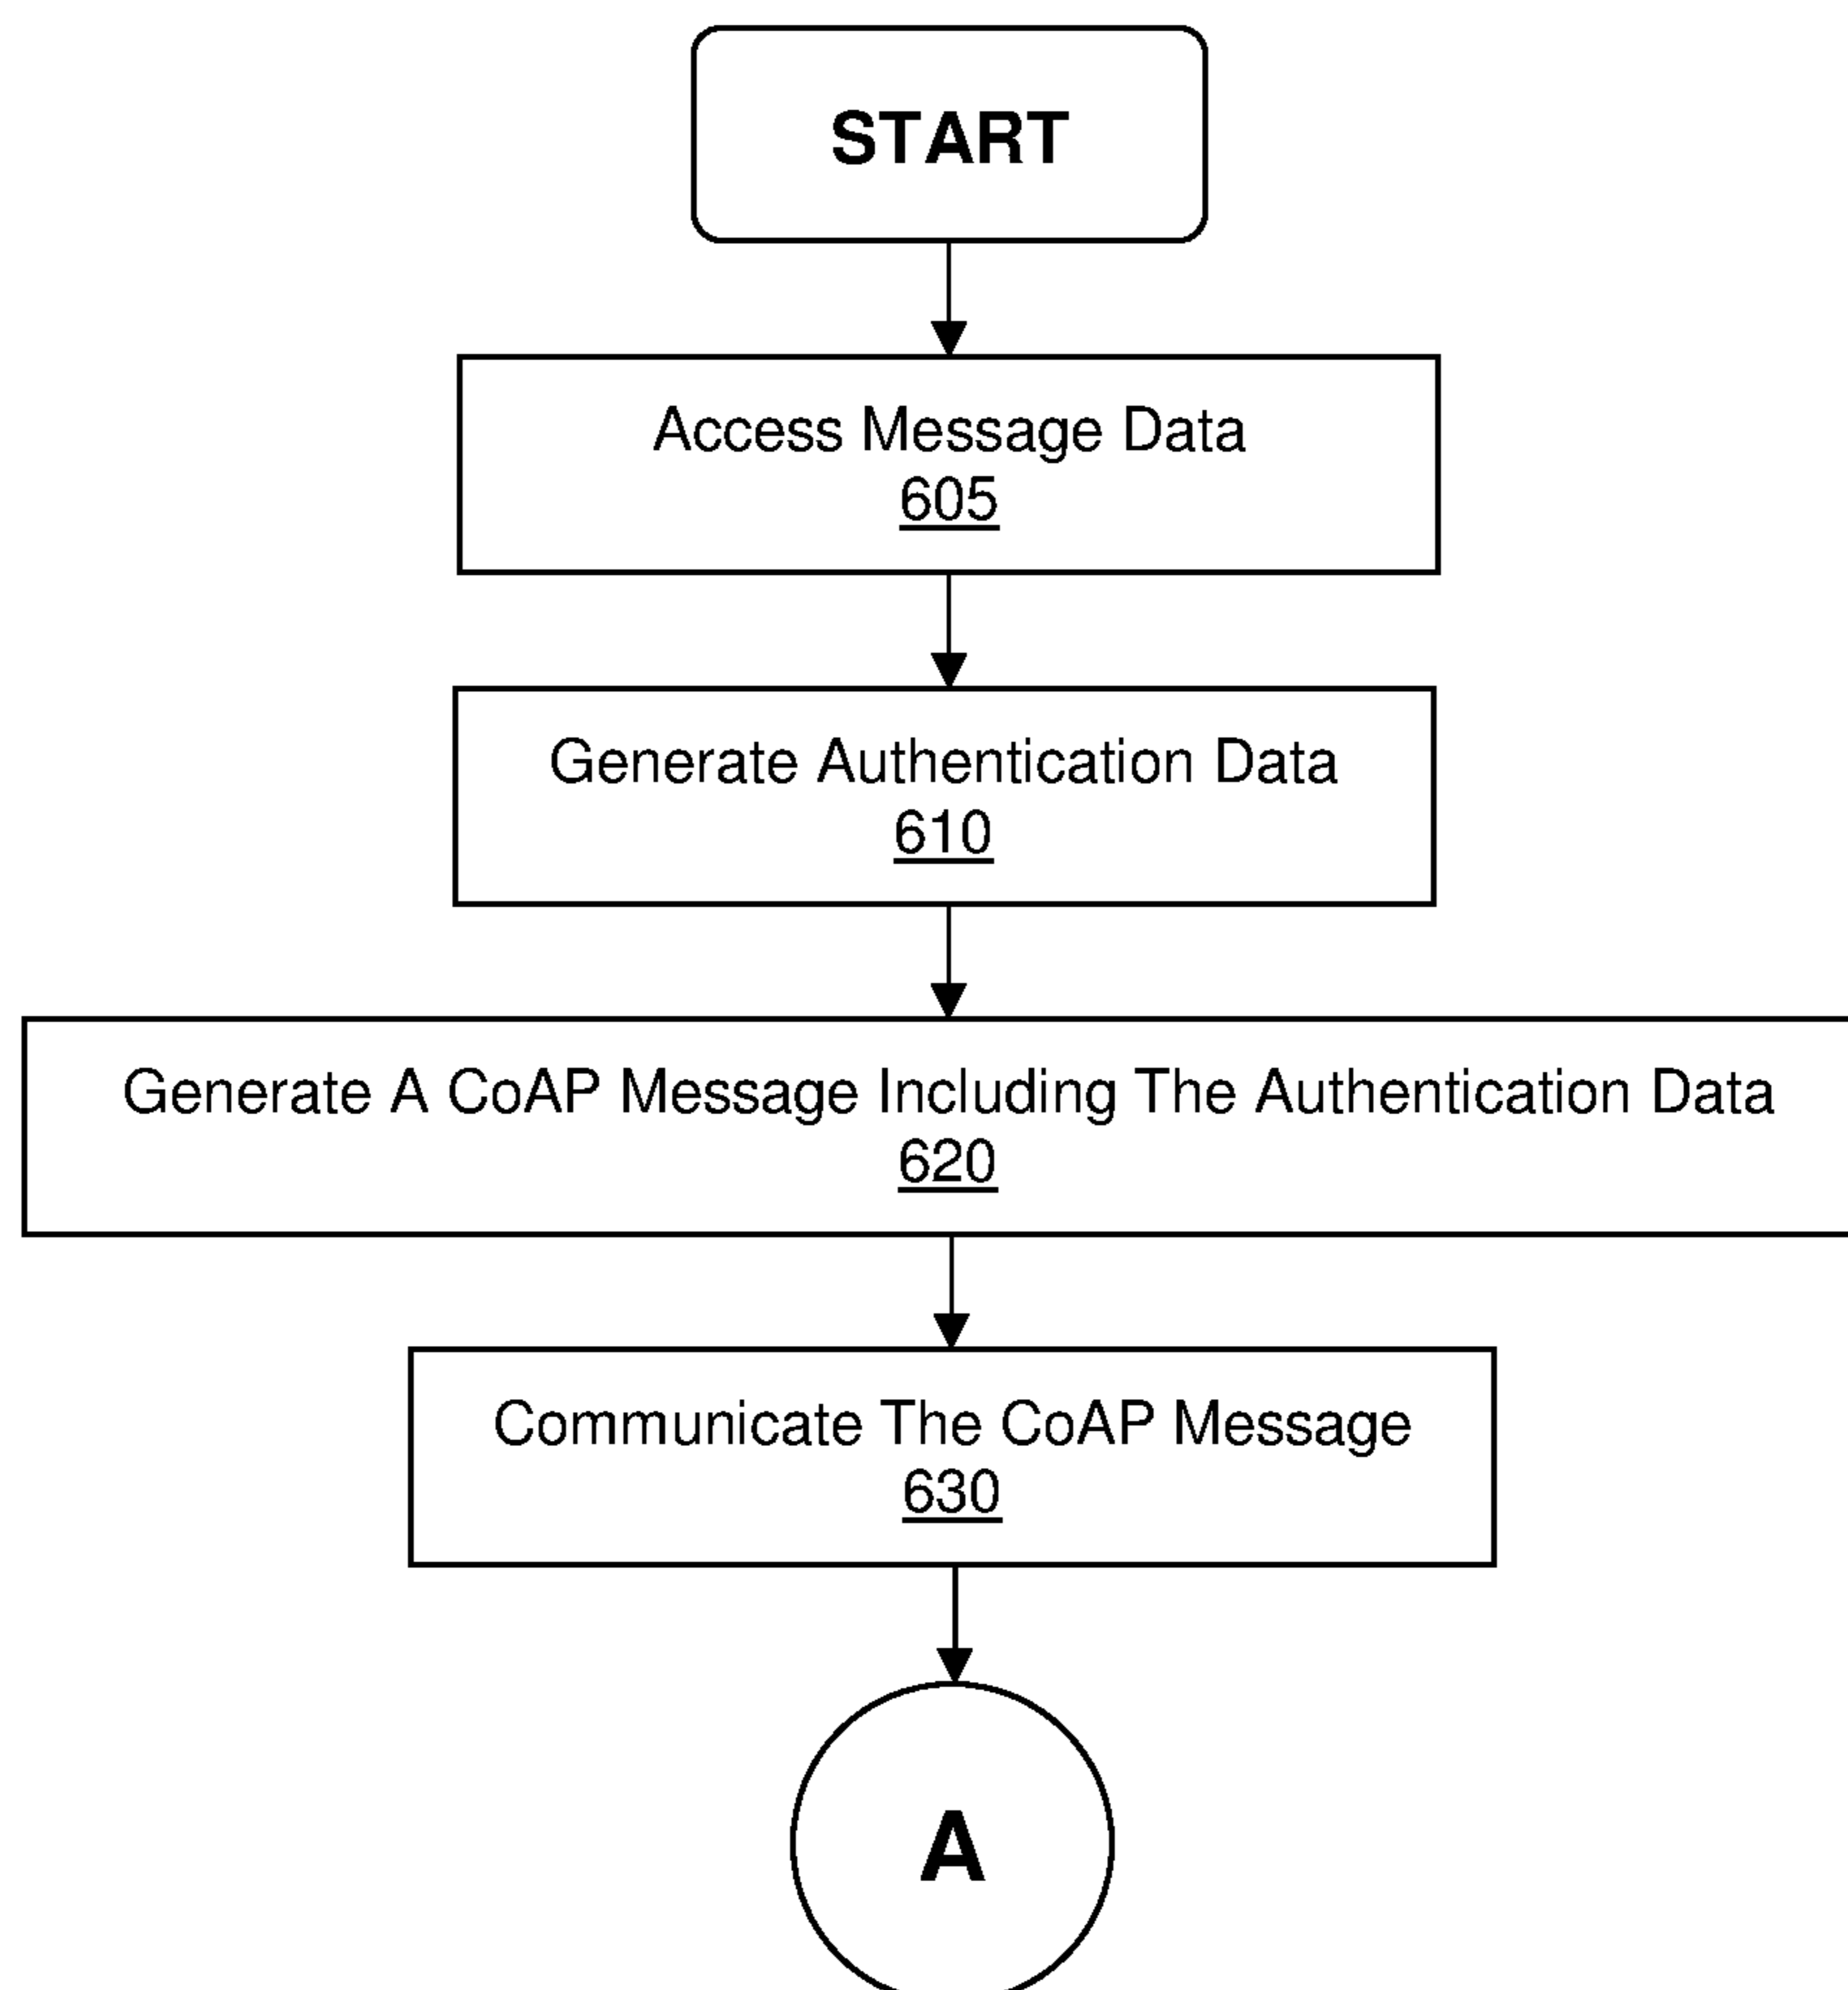 START
Access Message Data
605
Generate Authentication Data
610
Generate A CoAP Message Including The Authentication Data
620
Communicate The CoAP Message
630
A